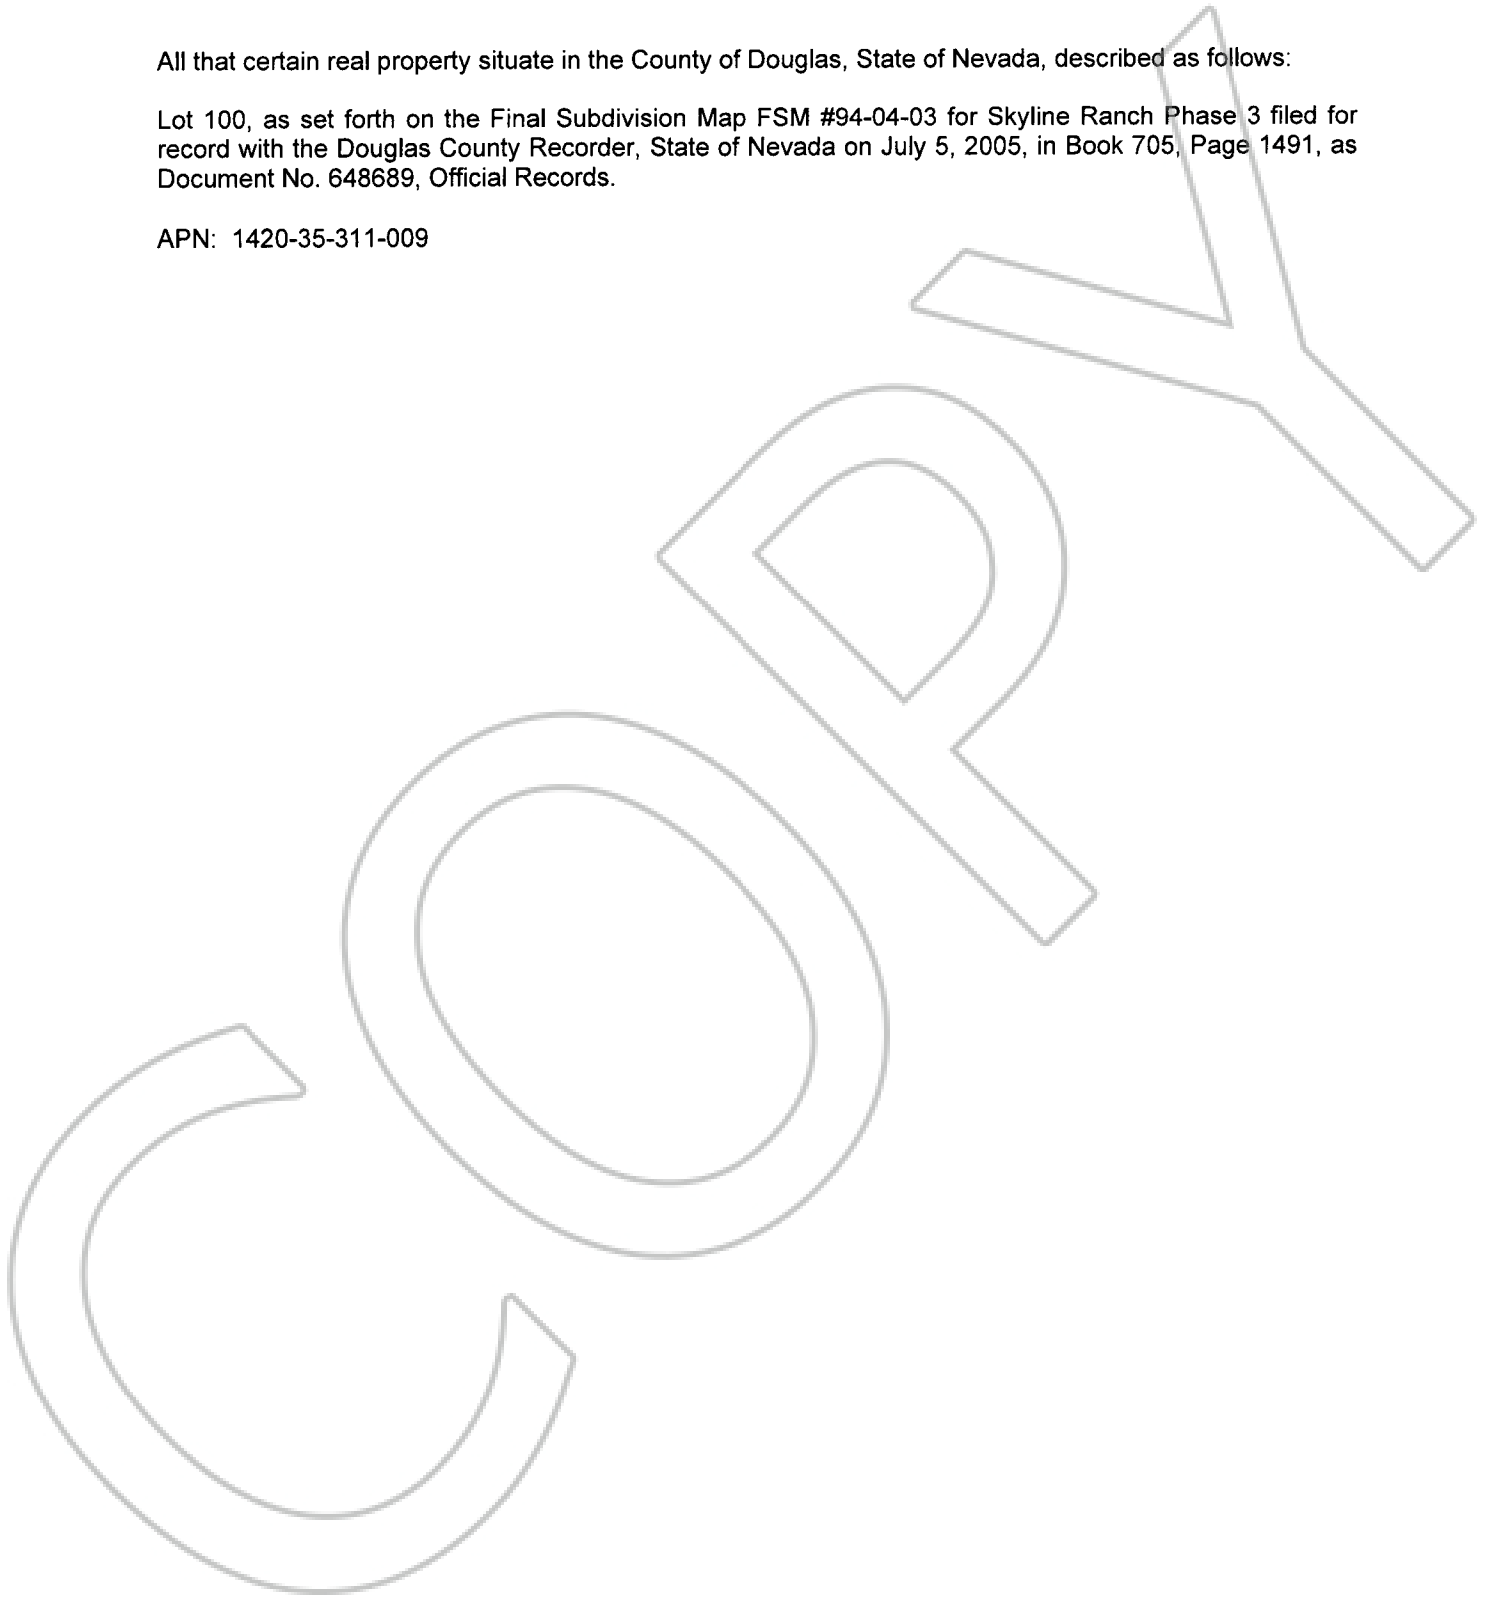 All that certain real property situate in the County of Douglas, State of Nevada, described as follows:
Lot 100, as set forth on the Final Subdivision Map FSM #94-04-03 for Skyline Ranch Phase 3 filed for
record with the Douglas County Recorder, State of Nevada on July 5, 2005, in Book 705, Page 1491, as
Document No. 648689, Official Records.
APN: 1420-35-311-009
COPY